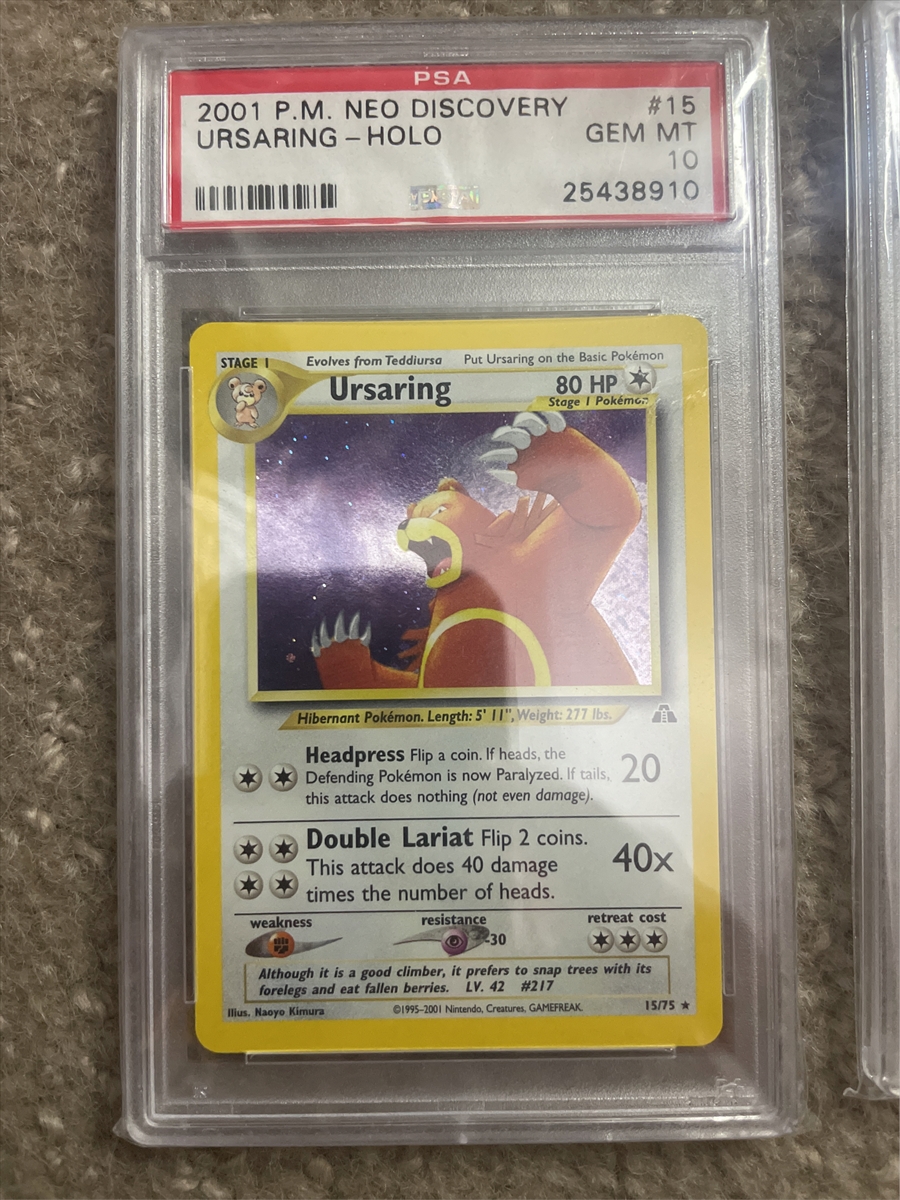 PSA
2001 P.M. NEO DISCOVERY #15
URSARING – HOLO GEM MT
10
25438910
STAGE 1 Evolves from Teddiursa Put Ursaring on the Basic Pokémon
Ursaring 80 HP
Stage 1 Pokémon
Hibernant Pokémon. Length: 5' 11", Weight: 277 lbs.
Headpress Flip a coin. If heads, the
Defending Pokémon is now Paralyzed. If tails, 20
this attack does nothing (not even damage).
Double Lariat Flip 2 coins.
This attack does 40 damage 40x
times the number of heads.
weakness resistance retreat cost
-30
Although it is a good climber, it prefers to snap trees with its
forelegs and eat fallen berries. LV. 42 #217
Illus. Naoyo Kimura ©1995-2001 Nintendo, Creatures, GAMEFREAK. 15/75 ★